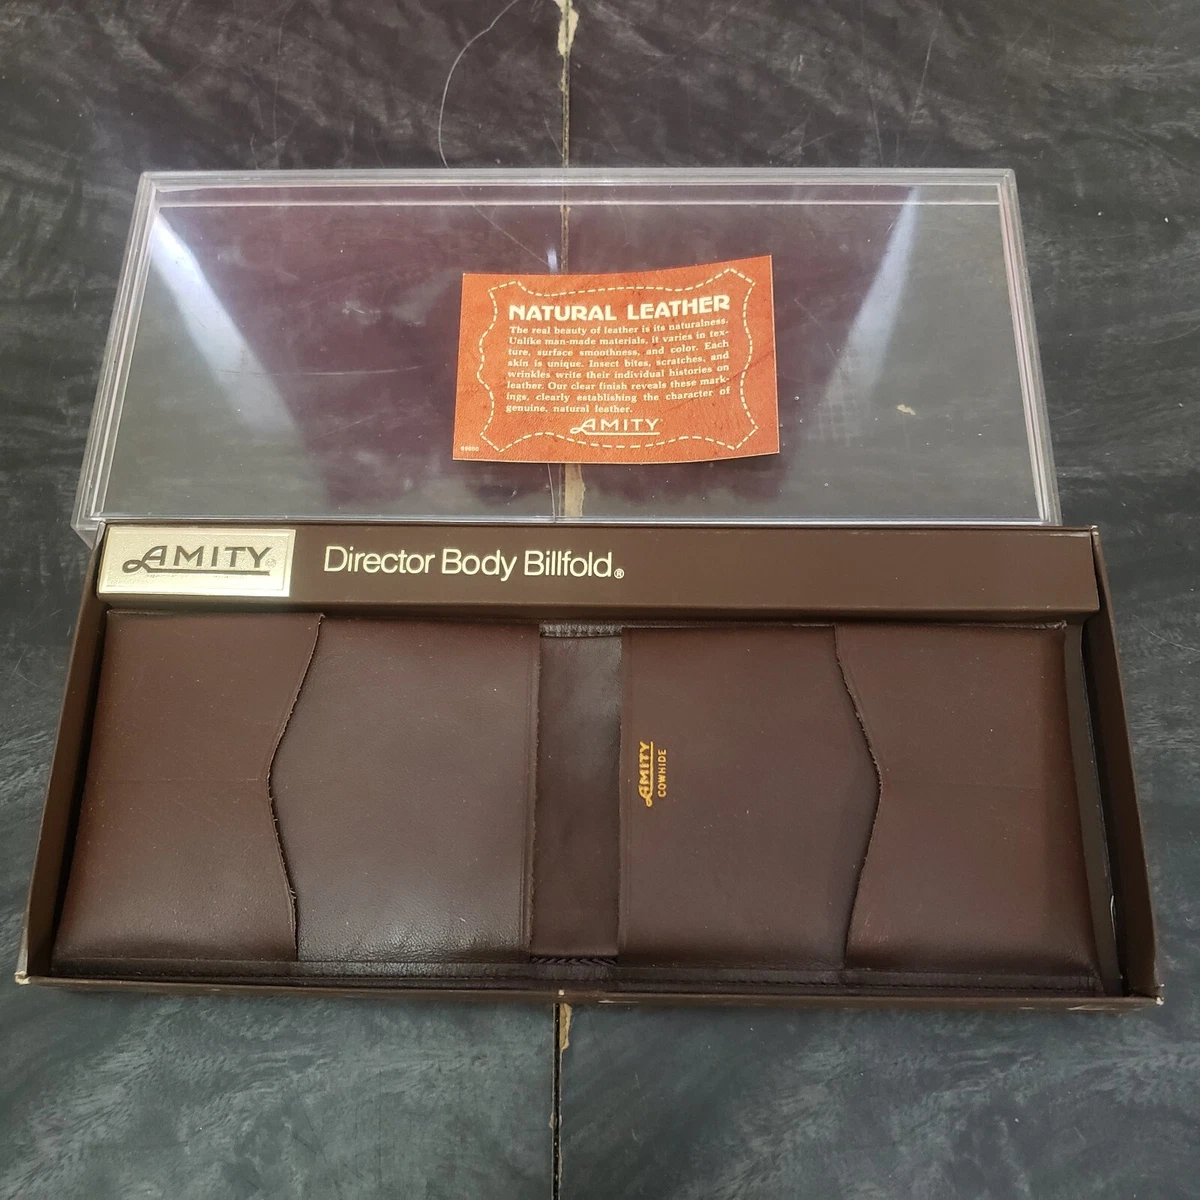 NATURAL LEATHER
The real beauty of leather is its naturalness.
Unlike man-made materials, it varies in tex-
ture, surface smoothness, and color. Each
skin is unique. Insect bites, scratches, and
wrinkles write their individual histories on
leather. Our clear finish reveals these mark-
ings, clearly establishing the character of
genuine, natural leather.
AMITY
AMITY
Director Body Billfold®
AMITY
COWHIDE